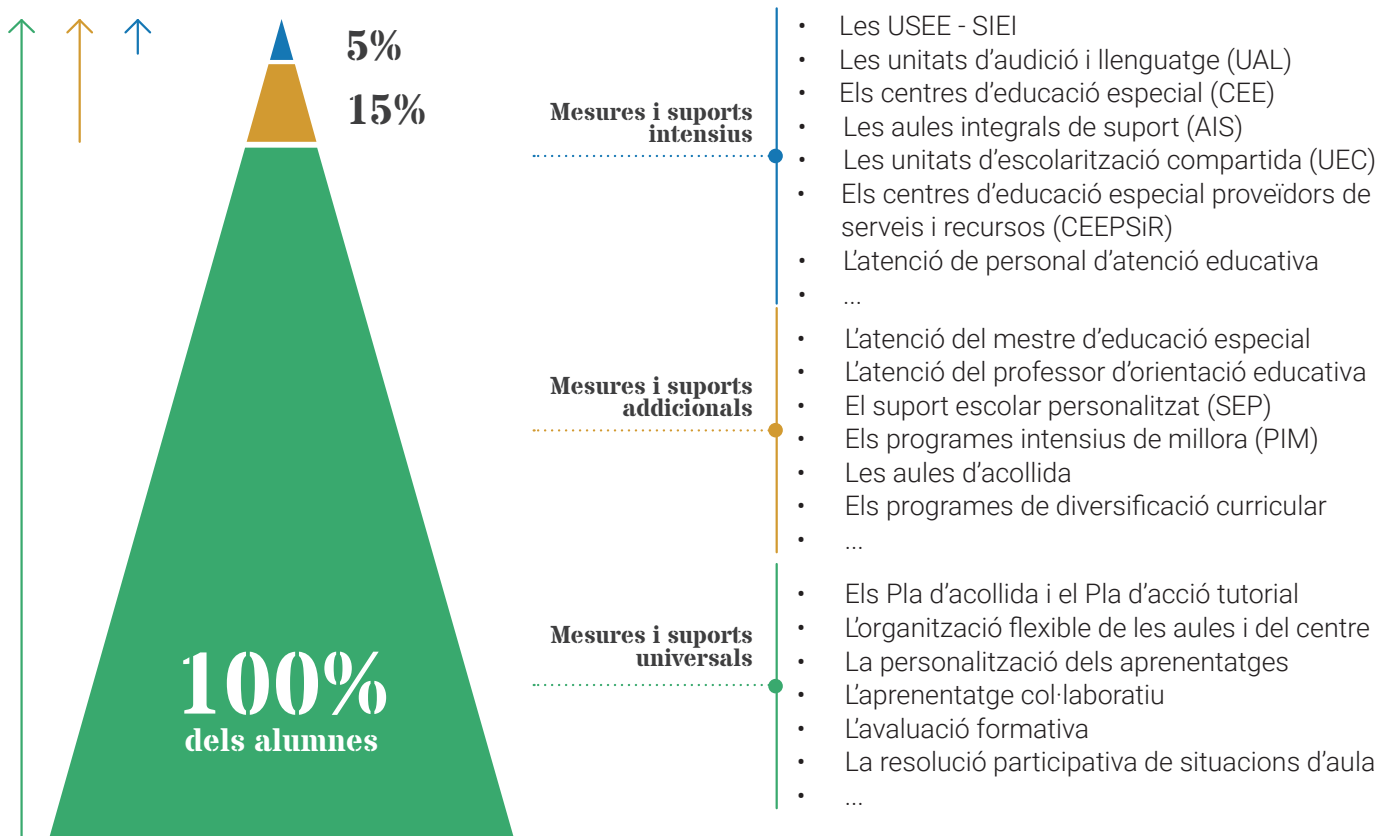 5%
15%
100%
dels alumnes
Mesures i suports
intensius
• Les USEE - SIEI
• Les unitats d’audició i llenguatge (UAL)
• Els centres d’educació especial (CEE)
• Les aules integrals de suport (AIS)
• Les unitats d’escolarització compartida (UEC)
• Els centres d’educació especial proveïdors de
serveis i recursos (CEEPSiR)
• L’atenció de personal d’atenció educativa
• ...
Mesures i suports
addicionals
• L’atenció del mestre d’educació especial
• L’atenció del professor d’orientació educativa
• El suport escolar personalitzat (SEP)
• Els programes intensius de millora (PIM)
• Les aules d’acollida
• Els programes de diversificació curricular
• ...
Mesures i suports
universals
• Els Pla d’acollida i el Pla d’acció tutorial
• L’organització flexible de les aules i del centre
• La personalització dels aprenentatges
• L’aprenentatge col·laboratiu
• L’avaluació formativa
• La resolució participativa de situacions d’aula
• ...